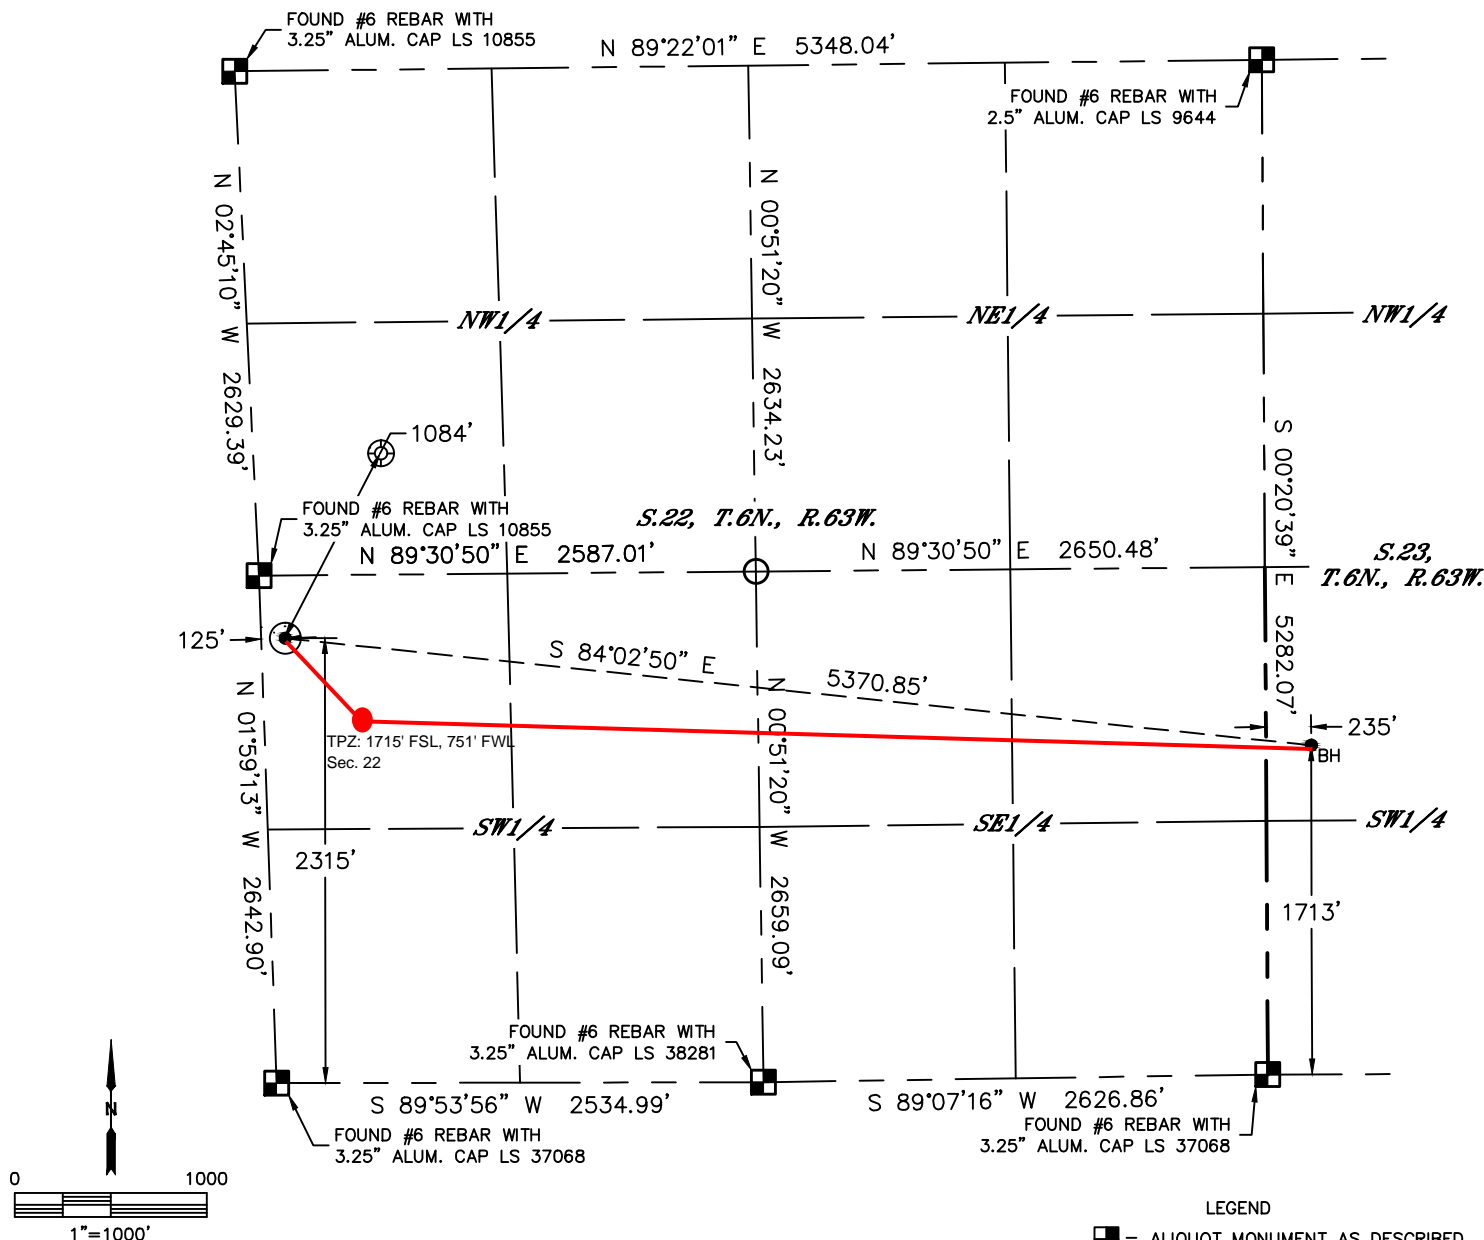 FOUND #6 REBAR WITH
3.25" ALUM. CAP LS 10855
N 89°22'01" E 5348.04'
FOUND #6 REBAR WITH
2.5" ALUM. CAP LS 9644
N 02°45'10" W 2629.39'
N 00°51'20" W 2634.23'
NW1/4
NE1/4
NW1/4
1084'
S 00°20'39" E 5282.07'
FOUND #6 REBAR WITH
3.25" ALUM. CAP LS 10855
S.22, T.6N., R.63W.
N 89°30'50" E 2587.01'
N 89°30'50" E 2650.48'
S.23,
T.6N., R.63W.
125'
S 84°02'50" E 5370.85'
235'
TPZ: 1715' FSL, 751' FWL
Sec. 22
BH
N 01°59'13" W 2642.90'
N 00°51'20" W 2659.09'
SW1/4
SE1/4
SW1/4
2315'
1713'
FOUND #6 REBAR WITH
3.25" ALUM. CAP LS 38281
S 89°53'56" W 2534.99'
S 89°07'16" W 2626.86'
FOUND #6 REBAR WITH
3.25" ALUM. CAP LS 37068
FOUND #6 REBAR WITH
3.25" ALUM. CAP LS 37068
N
0 1000
1"=1000'
LEGEND
= ALIQUOT MONUMENT AS DESCRIBED